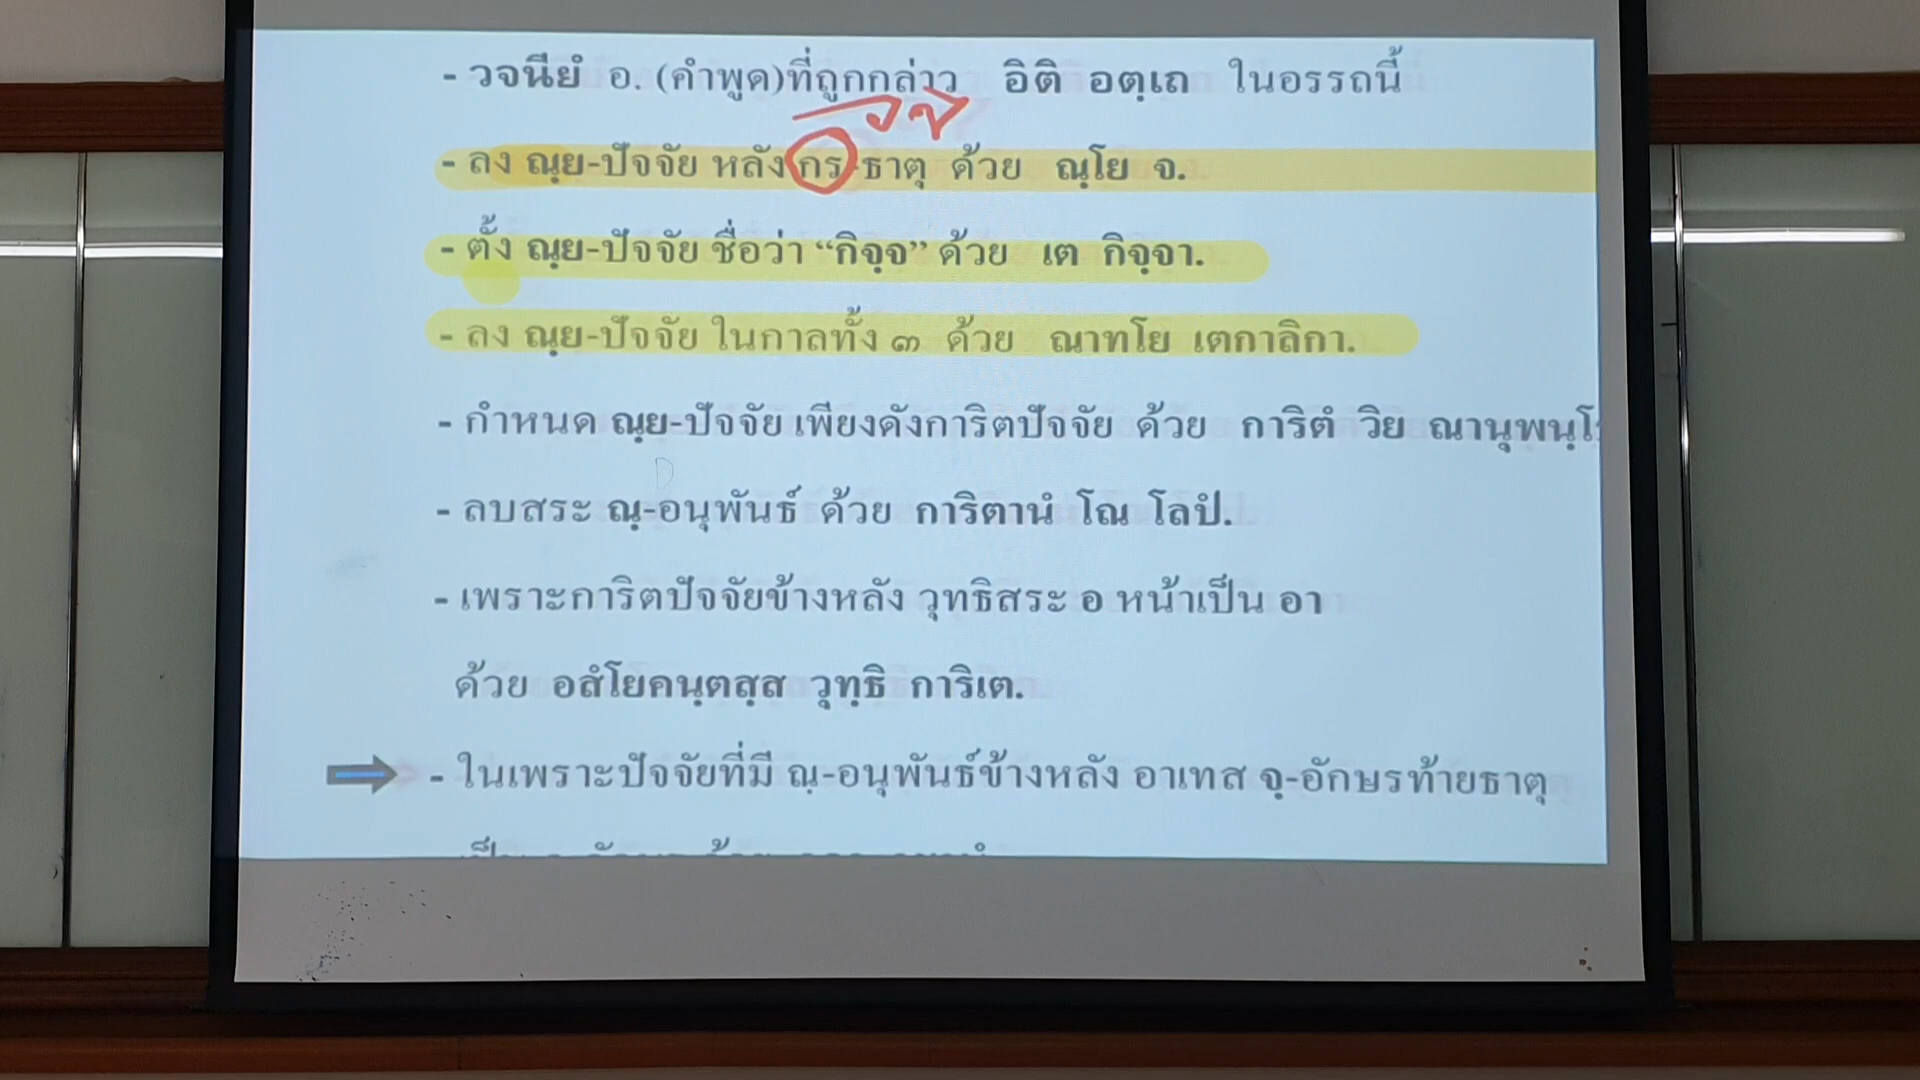 - วจนียํ อ. (คำพูด)ที่ถูกกล่าว อิติ อตฺเถ ในอรรถนี้
วจ
- ลง ณฺย-ปัจจัย หลัง กร-ธาตุ ด้วย ณฺโย จ.
- ตั้ง ณฺย-ปัจจัย ชื่อว่า “กิจฺจ” ด้วย เต กิจฺจา.
- ลง ณฺย-ปัจจัย ในกาลทั้ง ๓ ด้วย ณาทโย เตกาลิกา.
- กำหนด ณฺย-ปัจจัย เพียงดังการิตปัจจัย ด้วย การิตํ วิย
- ลบสระ ณฺ-อนุพันธ์ ด้วย การิตานํ โณ โลปํ.
- เพราะการิตปัจจัยข้างหลัง วุทธิสระ อ หน้าเป็น อา
ด้วย อสํโยคนฺตสฺส วุทฺธิ การิเต.
- ในเพราะปัจจัยที่มี ณฺ-อนุพันธ์ข้างหลัง อาเทส จฺ-อักษรท้ายธาตุ